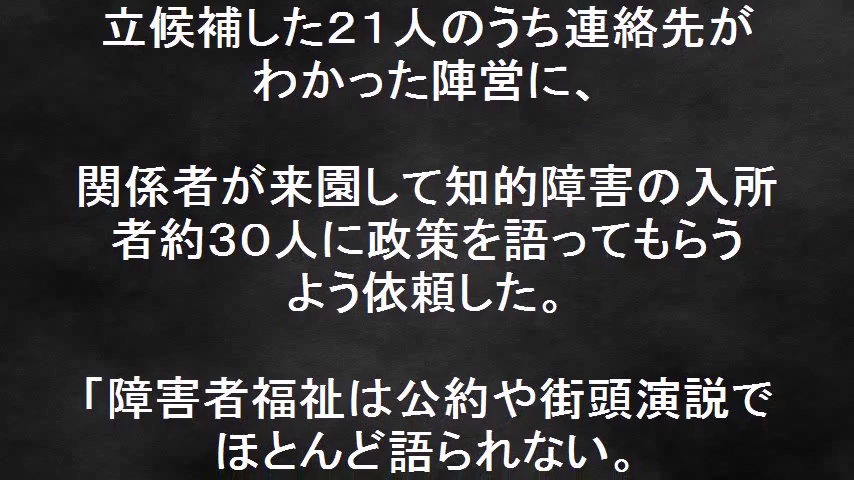 立候補した２１人のうち連絡先が
わかった陣営に、
関係者が来園して知的障害の入所
者約３０人に政策を語ってもらう
よう依頼した。
「障害者福祉は公約や街頭演説で
ほとんど語られない。